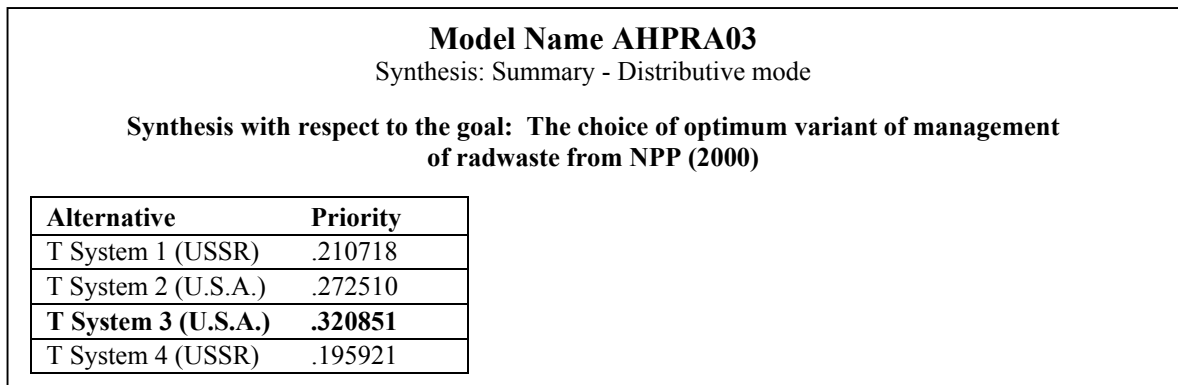 Model Name AHPRA03
Synthesis: Summary - Distributive mode
Synthesis with respect to the goal: The choice of optimum variant of management
of radwaste from NPP (2000)
Alternative Priority
T System 1 (USSR) .210718
T System 2 (U.S.A.) .272510
T System 3 (U.S.A.) .320851
T System 4 (USSR) .195921